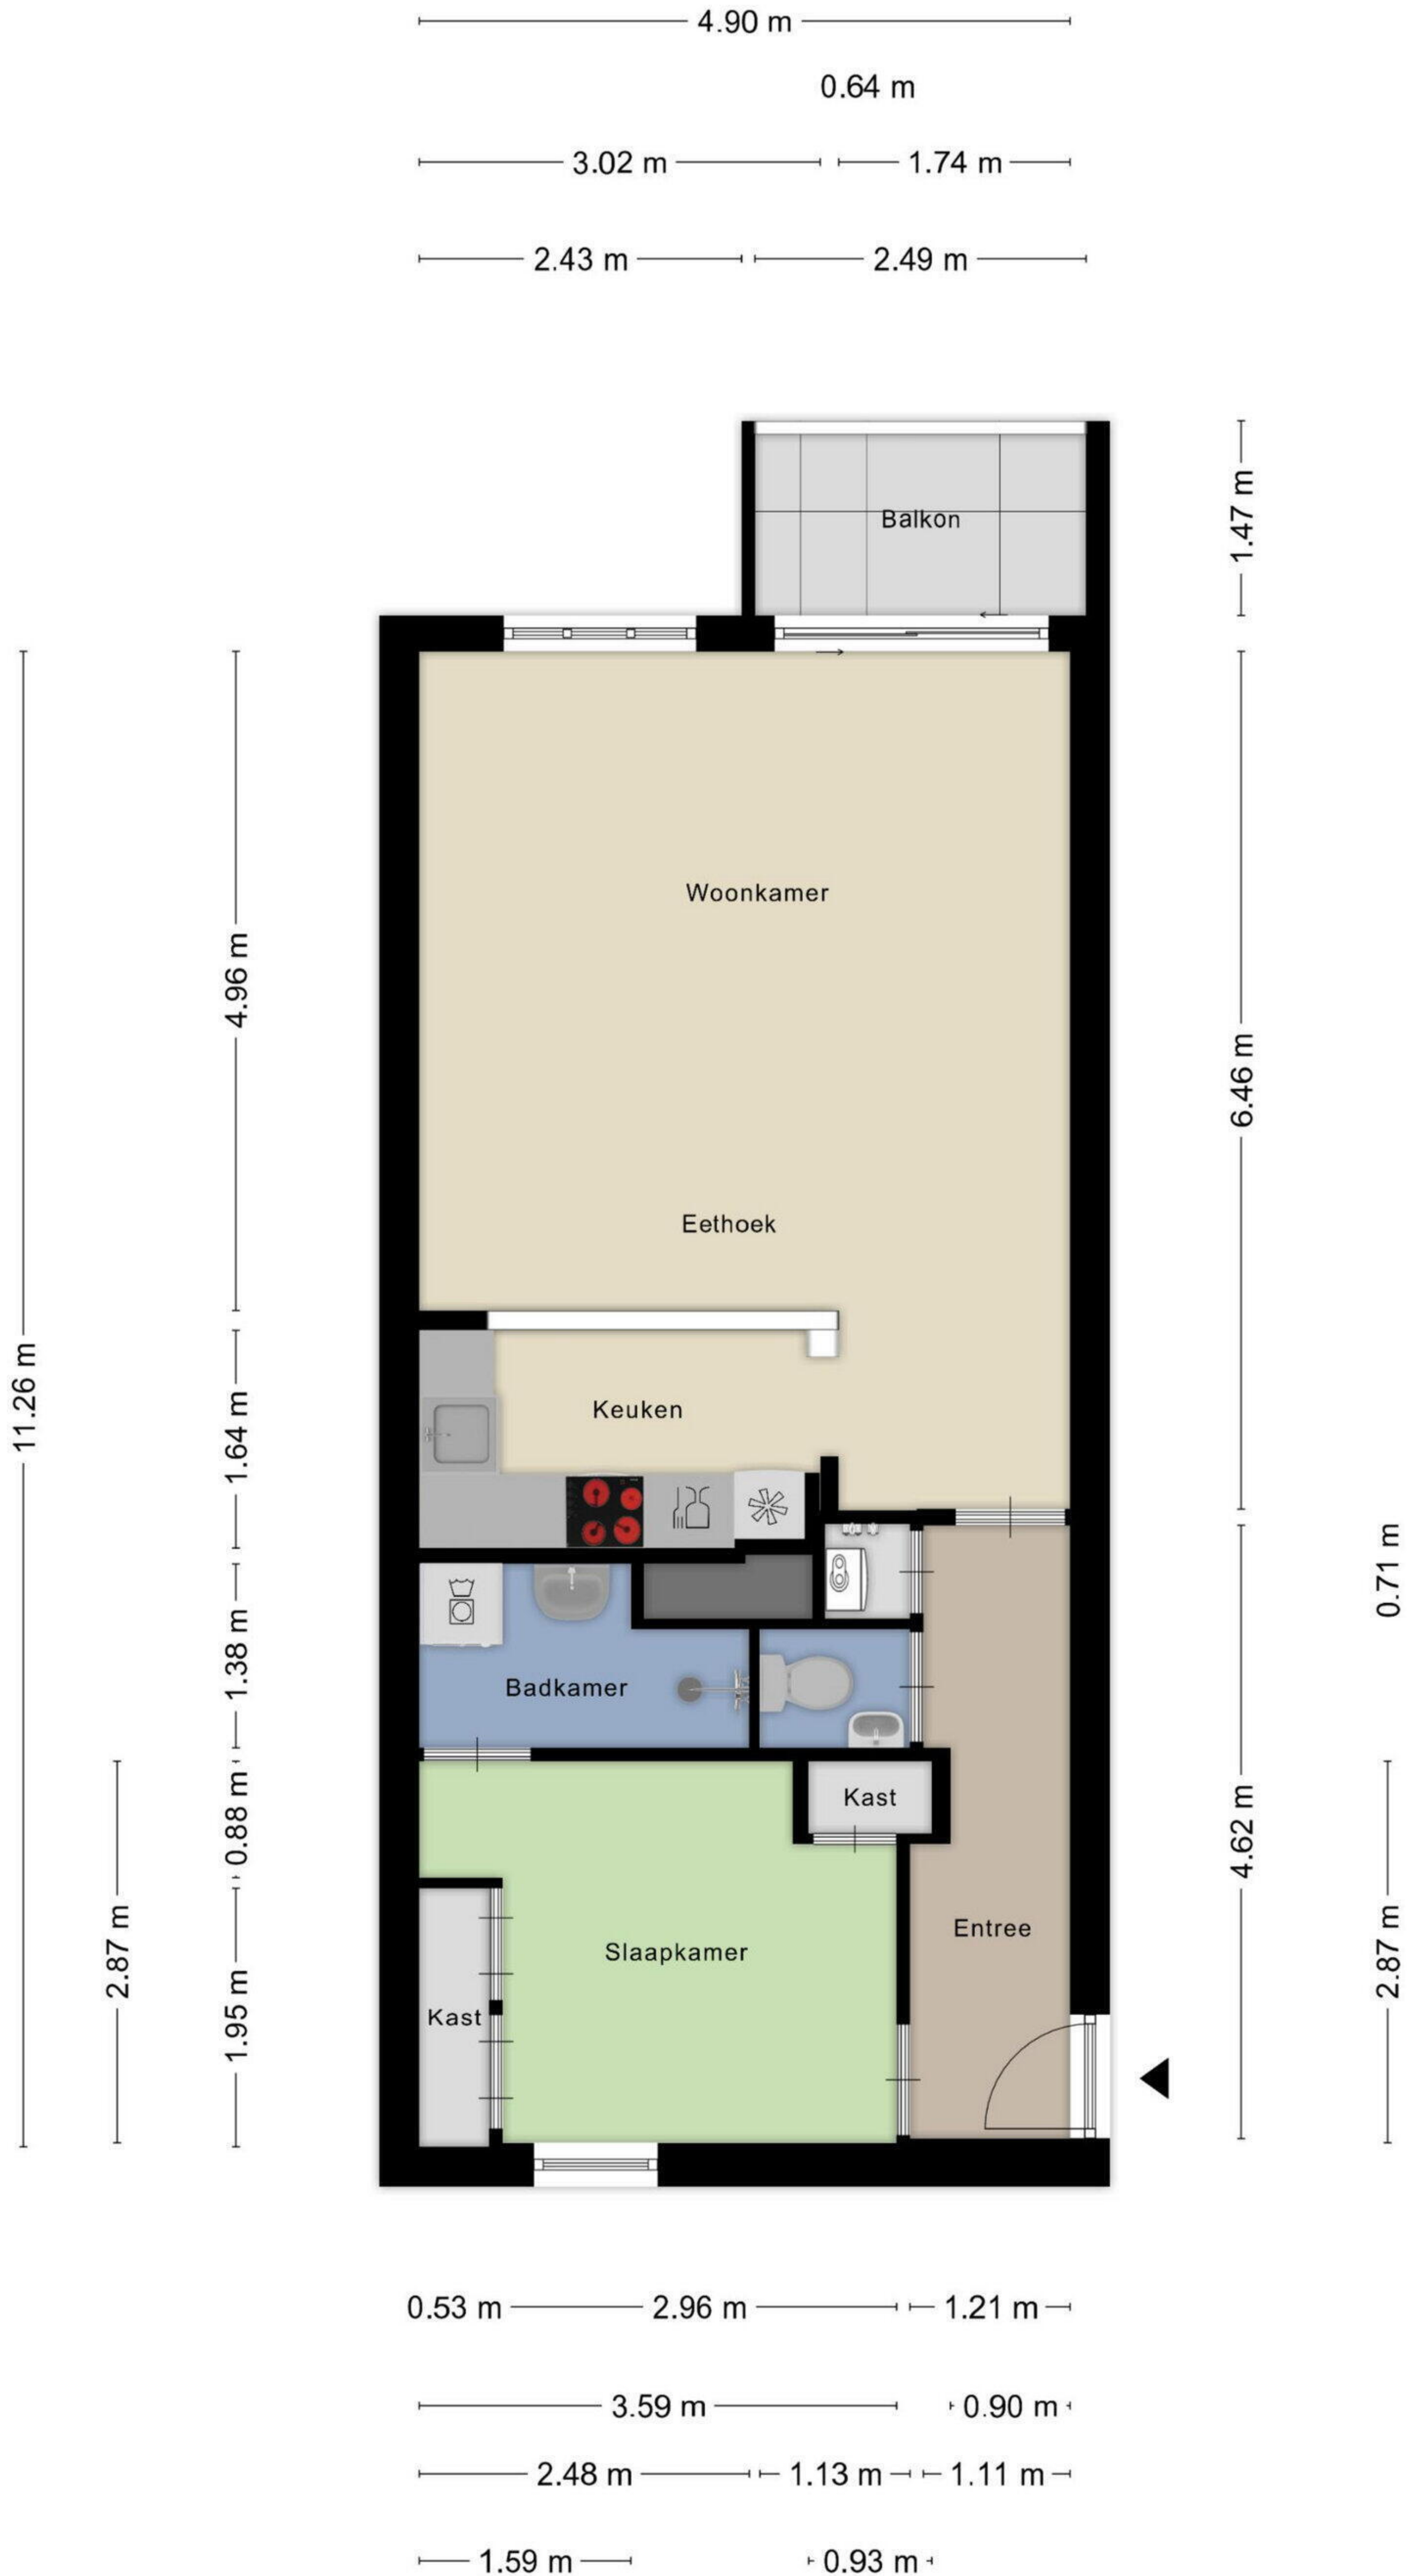 4.90 m
0.64 m
3.02 m
1.74 m
2.43 m
2.49 m
Balkon
1.47 m
Woonkamer
4.96 m
6.46 m
Eethoek
11.26 m
Keuken
1.64 m
0.71 m
1.38 m
Badkamer
Kast
0.88 m
4.62 m
Entree
Slaapkamer
2.87 m
2.87 m
Kast
1.95 m
0.53 m
2.96 m
1.21 m
3.59 m
0.90 m
2.48 m
1.13 m
1.11 m
1.59 m
0.93 m